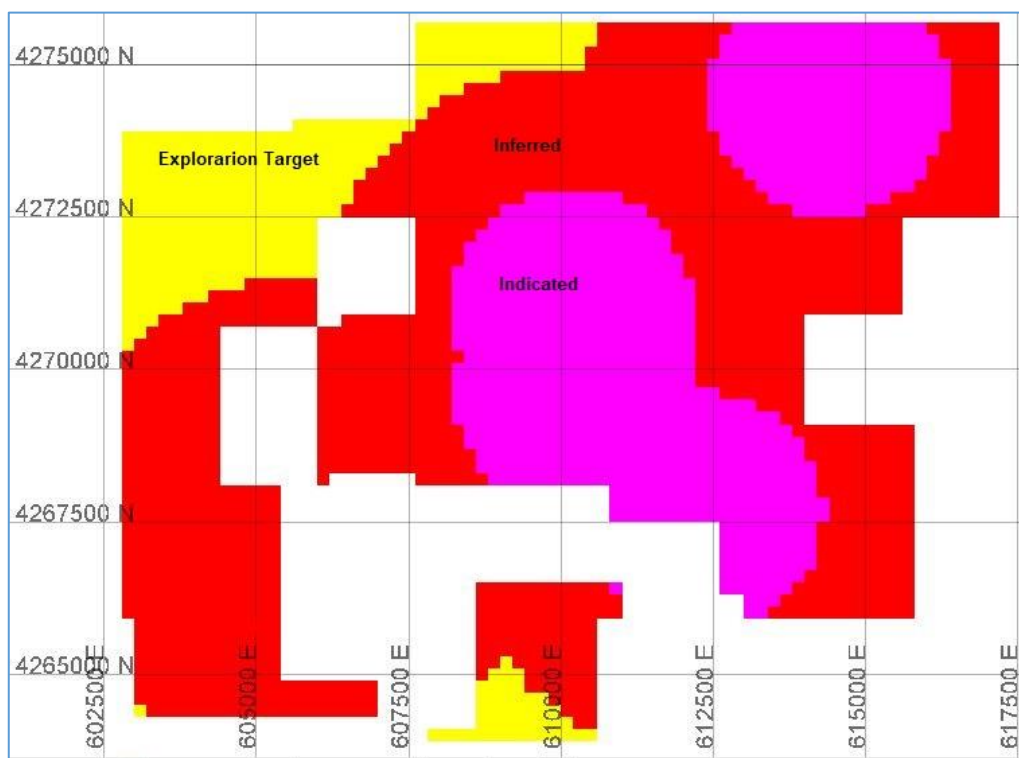 4275000 N
Explorarion Target
Inferred
4272500 N
Indicated
4270000 N
4267500 N
4265000 N
602500 E
605000 E
607500 E
610000 E
612500 E
615000 E
617500 E